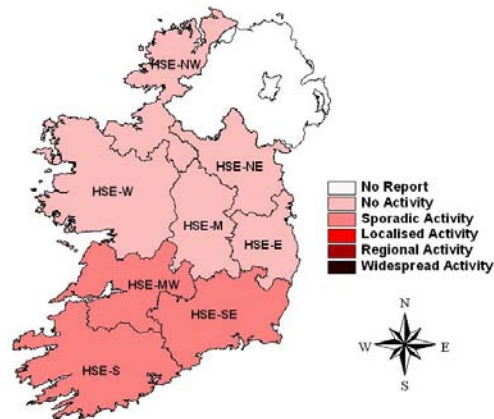 HSE-NW
HSE-NE
HSE-W
HSE-M
HSE-E
HSE-MW
HSE-SE
HSE-S
No Report
No Activity
Sporadic Activity
Localised Activity
Regional Activity
Widespread Activity
N
W E
S